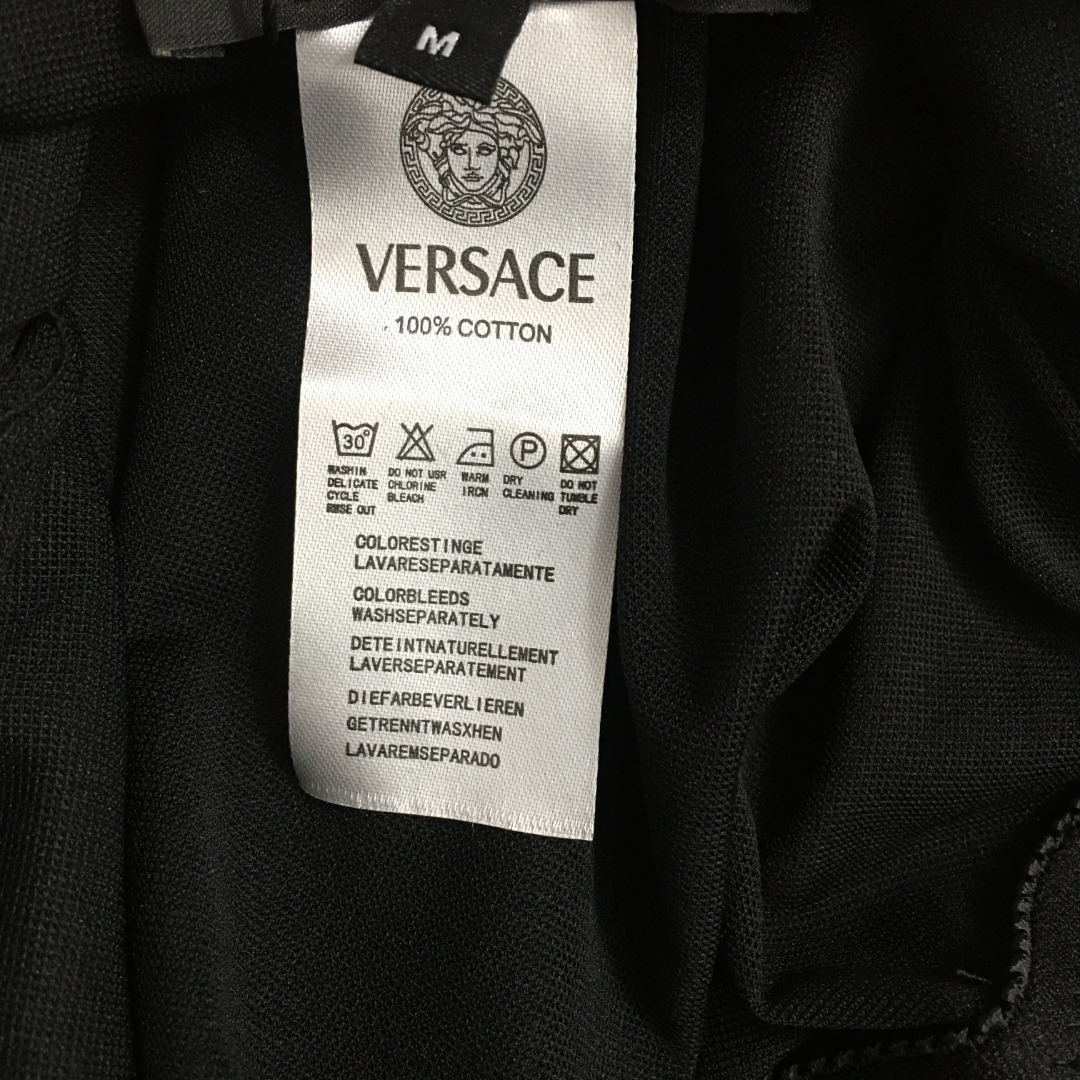 M
VERSACE
100% COTTON
30°
P
WASHIN
DELICATE
CYCLE
RINSE OUT
DO NOT USR
CHLORINE
BLEACH
WARM
IRCN
DRY
CLEANING
DO NOT
TUMBLE
DRY
COLORESTINGE
LAVARESEPARATAMENTE
COLORBLEEDS
WASHSEPARATELY
DETEINTNATURELLEMENT
LAVERSEPARATEMENT
DIEFARBEVERLIEREN
GETRENNTWASXHEN
LAVAREMSEPARADO